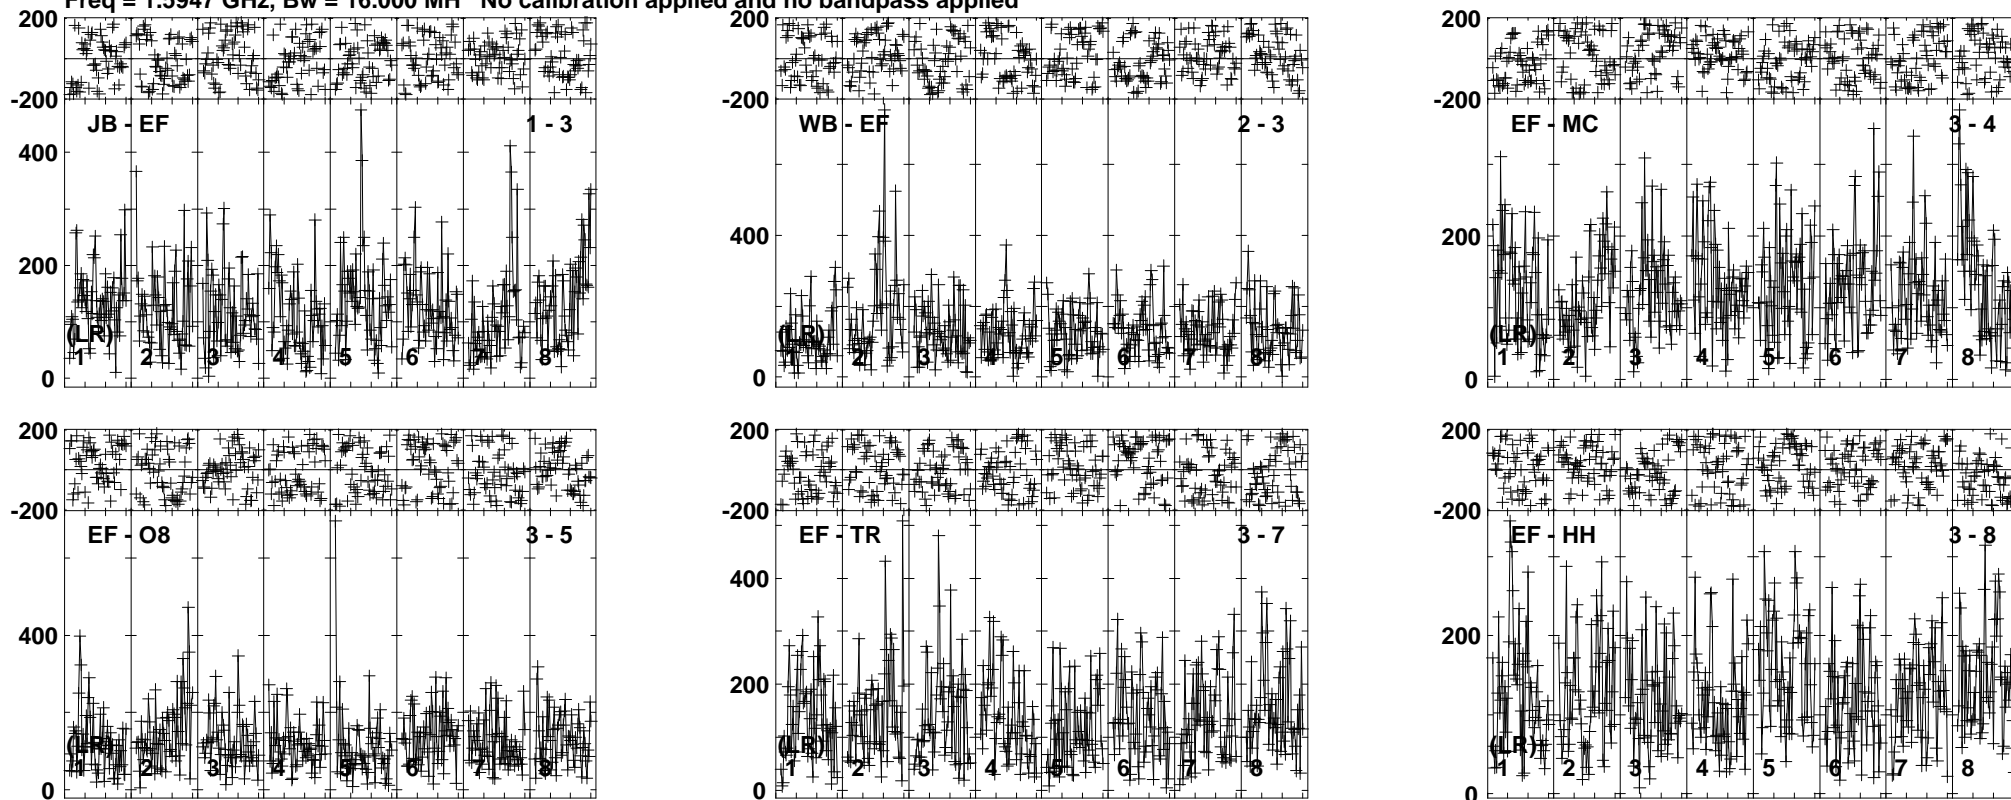 Freq = 1.5947 GHz, Bw = 16.000 MH No calibration applied and no bandpass applied
200
-200
JB - EF
1 - 3
400
200
0
(LR)
1 2 3 4 5 6 7 8
200
-200
WB - EF
2 - 3
400
200
0
(LR)
1 2 3 4 5 6 7 8
200
-200
EF - MC
3 - 4
200
0
(LR)
1 2 3 4 5 6 7 8
200
-200
EF - O8
3 - 5
400
0
(LR)
1 2 3 4 5 6 7 8
200
-200
EF - TR
3 - 7
400
200
0
(LR)
1 2 3 4 5 6 7 8
200
-200
EF - HH
3 - 8
200
0
(LR)
1 2 3 4 5 6 7 8